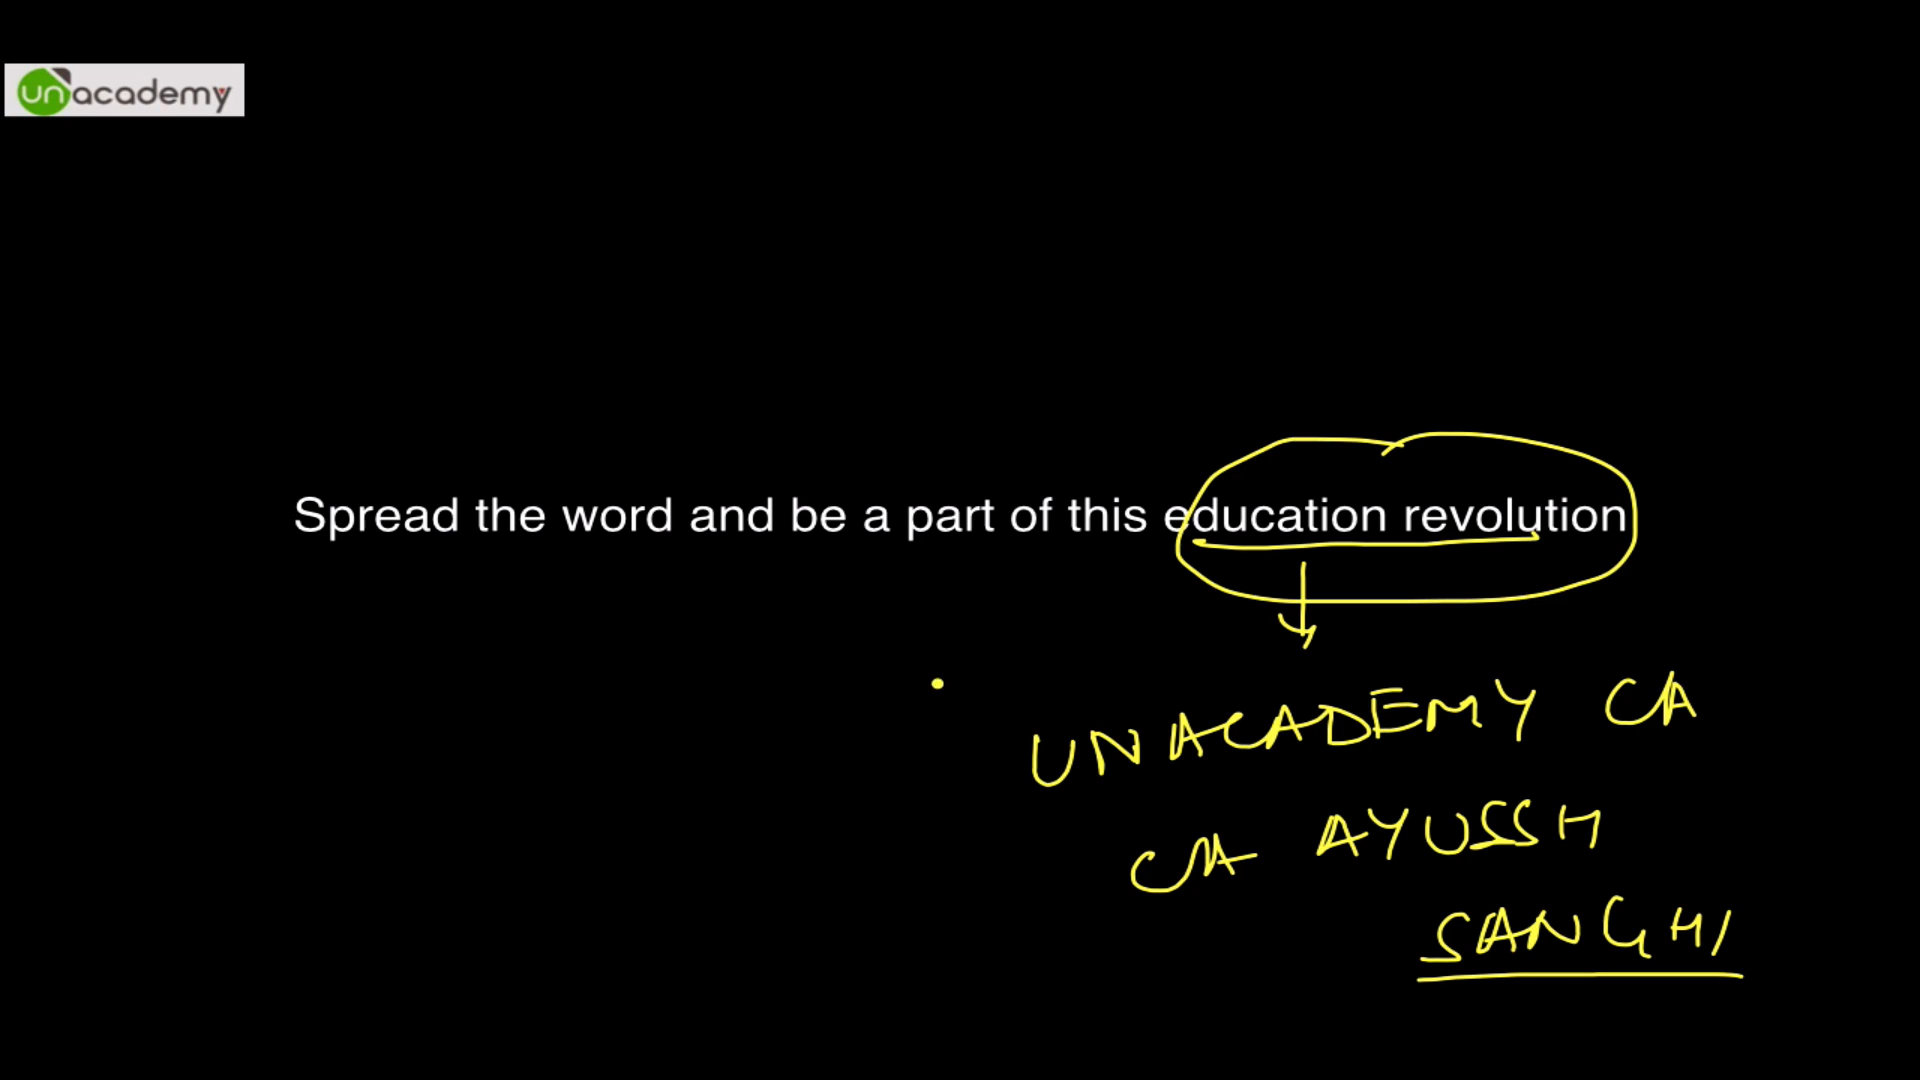 unacademy
Spread the word and be a part of this education revolution
UNACADEMY CA
CA AYUSSH
SANGHI